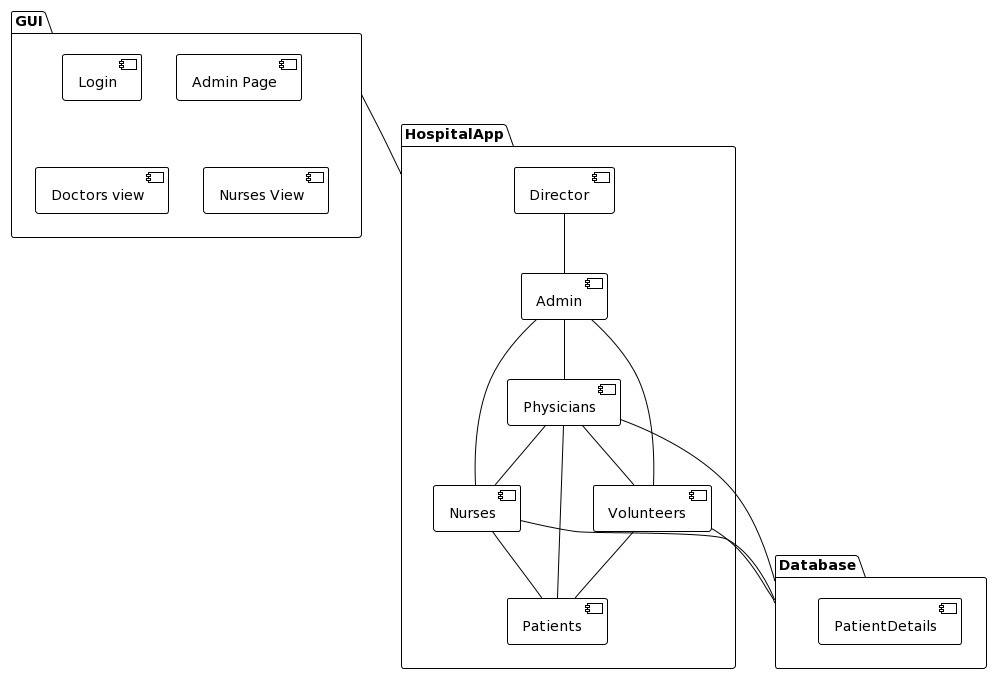 GUI
Login
Admin Page
Doctors view
Nurses View
HospitalApp
Director
Admin
Physicians
Nurses
Volunteers
Patients
Database
PatientDetails